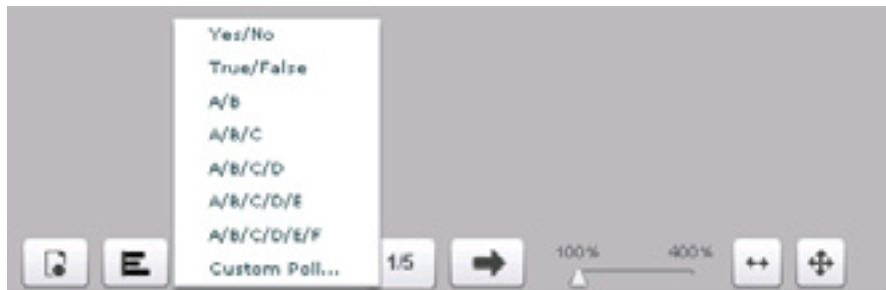 Yes/No
True/False
A/B
A/B/C
A/B/C/D
A/B/C/D/E
A/B/C/D/E/F
Custom Poll...
1/5
100%
400%